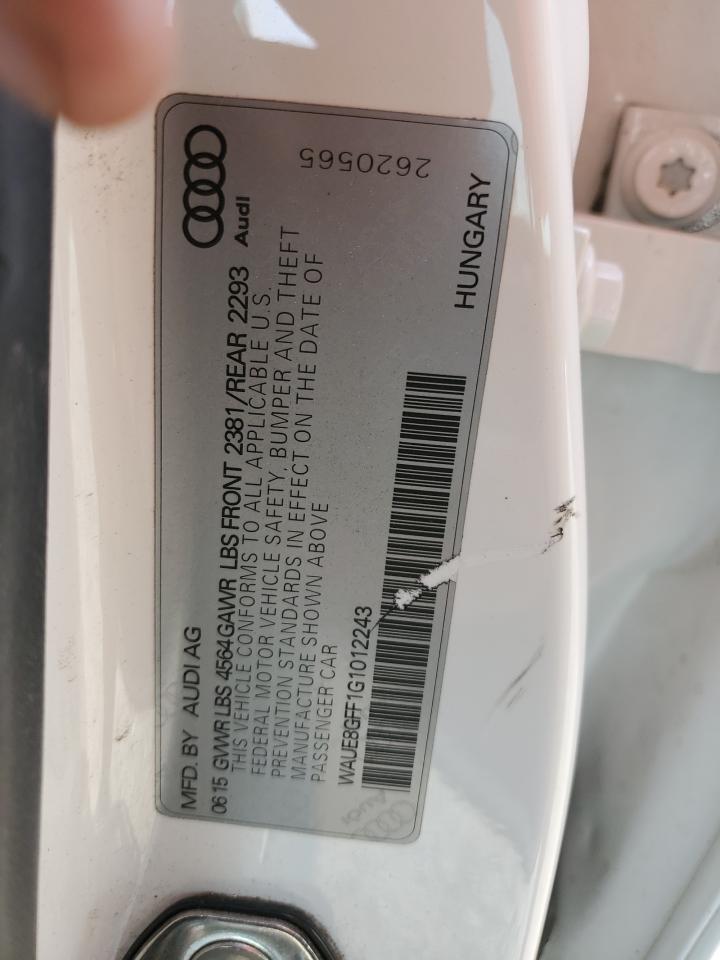 MFD. BY AUDI AG
Audi
0615 GVWR LBS 4564 GAWR LBS FRONT 2381/REAR 2293
THIS VEHICLE CONFORMS TO ALL APPLICABLE U.S.
FEDERAL MOTOR VEHICLE SAFETY, BUMPER AND THEFT
PREVENTION STANDARDS IN EFFECT ON THE DATE OF
MANUFACTURE SHOWN ABOVE
PASSENGER CAR
WAUE8GFF1G1012243
HUNGARY
2620565
Audi